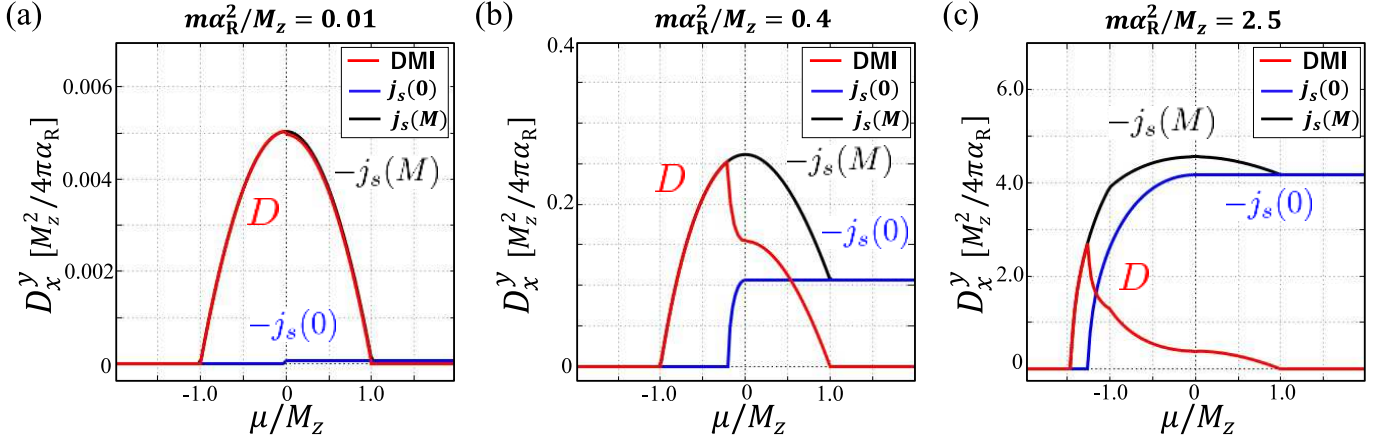 (a) mα_R^2/M_z = 0.01
D_x^y [M_z^2/4πα_R]
0.006
0.004
0.002
0
-1.0 0 1.0
μ/M_z
DMI
j_s(0)
j_s(M)
-j_s(M)
D
-j_s(0)
(b) mα_R^2/M_z = 0.4
D_x^y [M_z^2/4πα_R]
0.4
0.2
0
-1.0 0 1.0
μ/M_z
DMI
j_s(0)
j_s(M)
-j_s(M)
D
-j_s(0)
(c) mα_R^2/M_z = 2.5
D_x^y [M_z^2/4πα_R]
6.0
4.0
2.0
0
-1.0 0 1.0
μ/M_z
DMI
j_s(0)
j_s(M)
-j_s(M)
-j_s(0)
D